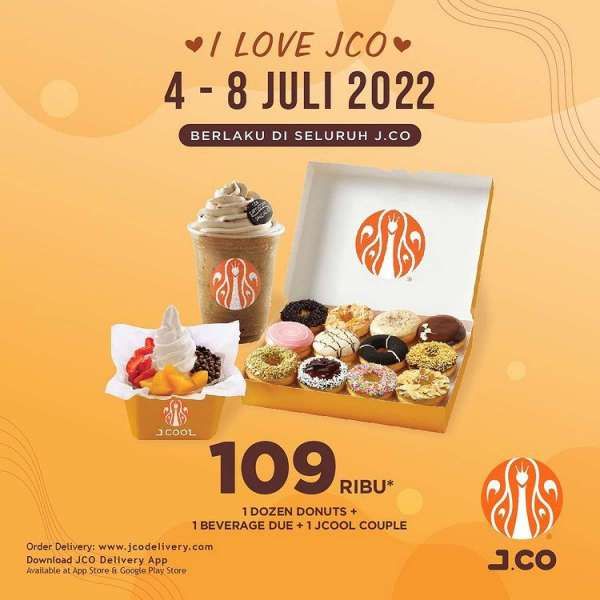 I LOVE JCO
4 - 8 JULI 2022
BERLAKU DI SELURUH J.CO
J.COOL
109 RIBU*
1 DOZEN DONUTS +
1 BEVERAGE DUE + 1 JCOOL COUPLE
Order Delivery: www.jcodelivery.com
Download JCO Delivery App
Available at App Store & Google Play Store
J.CO